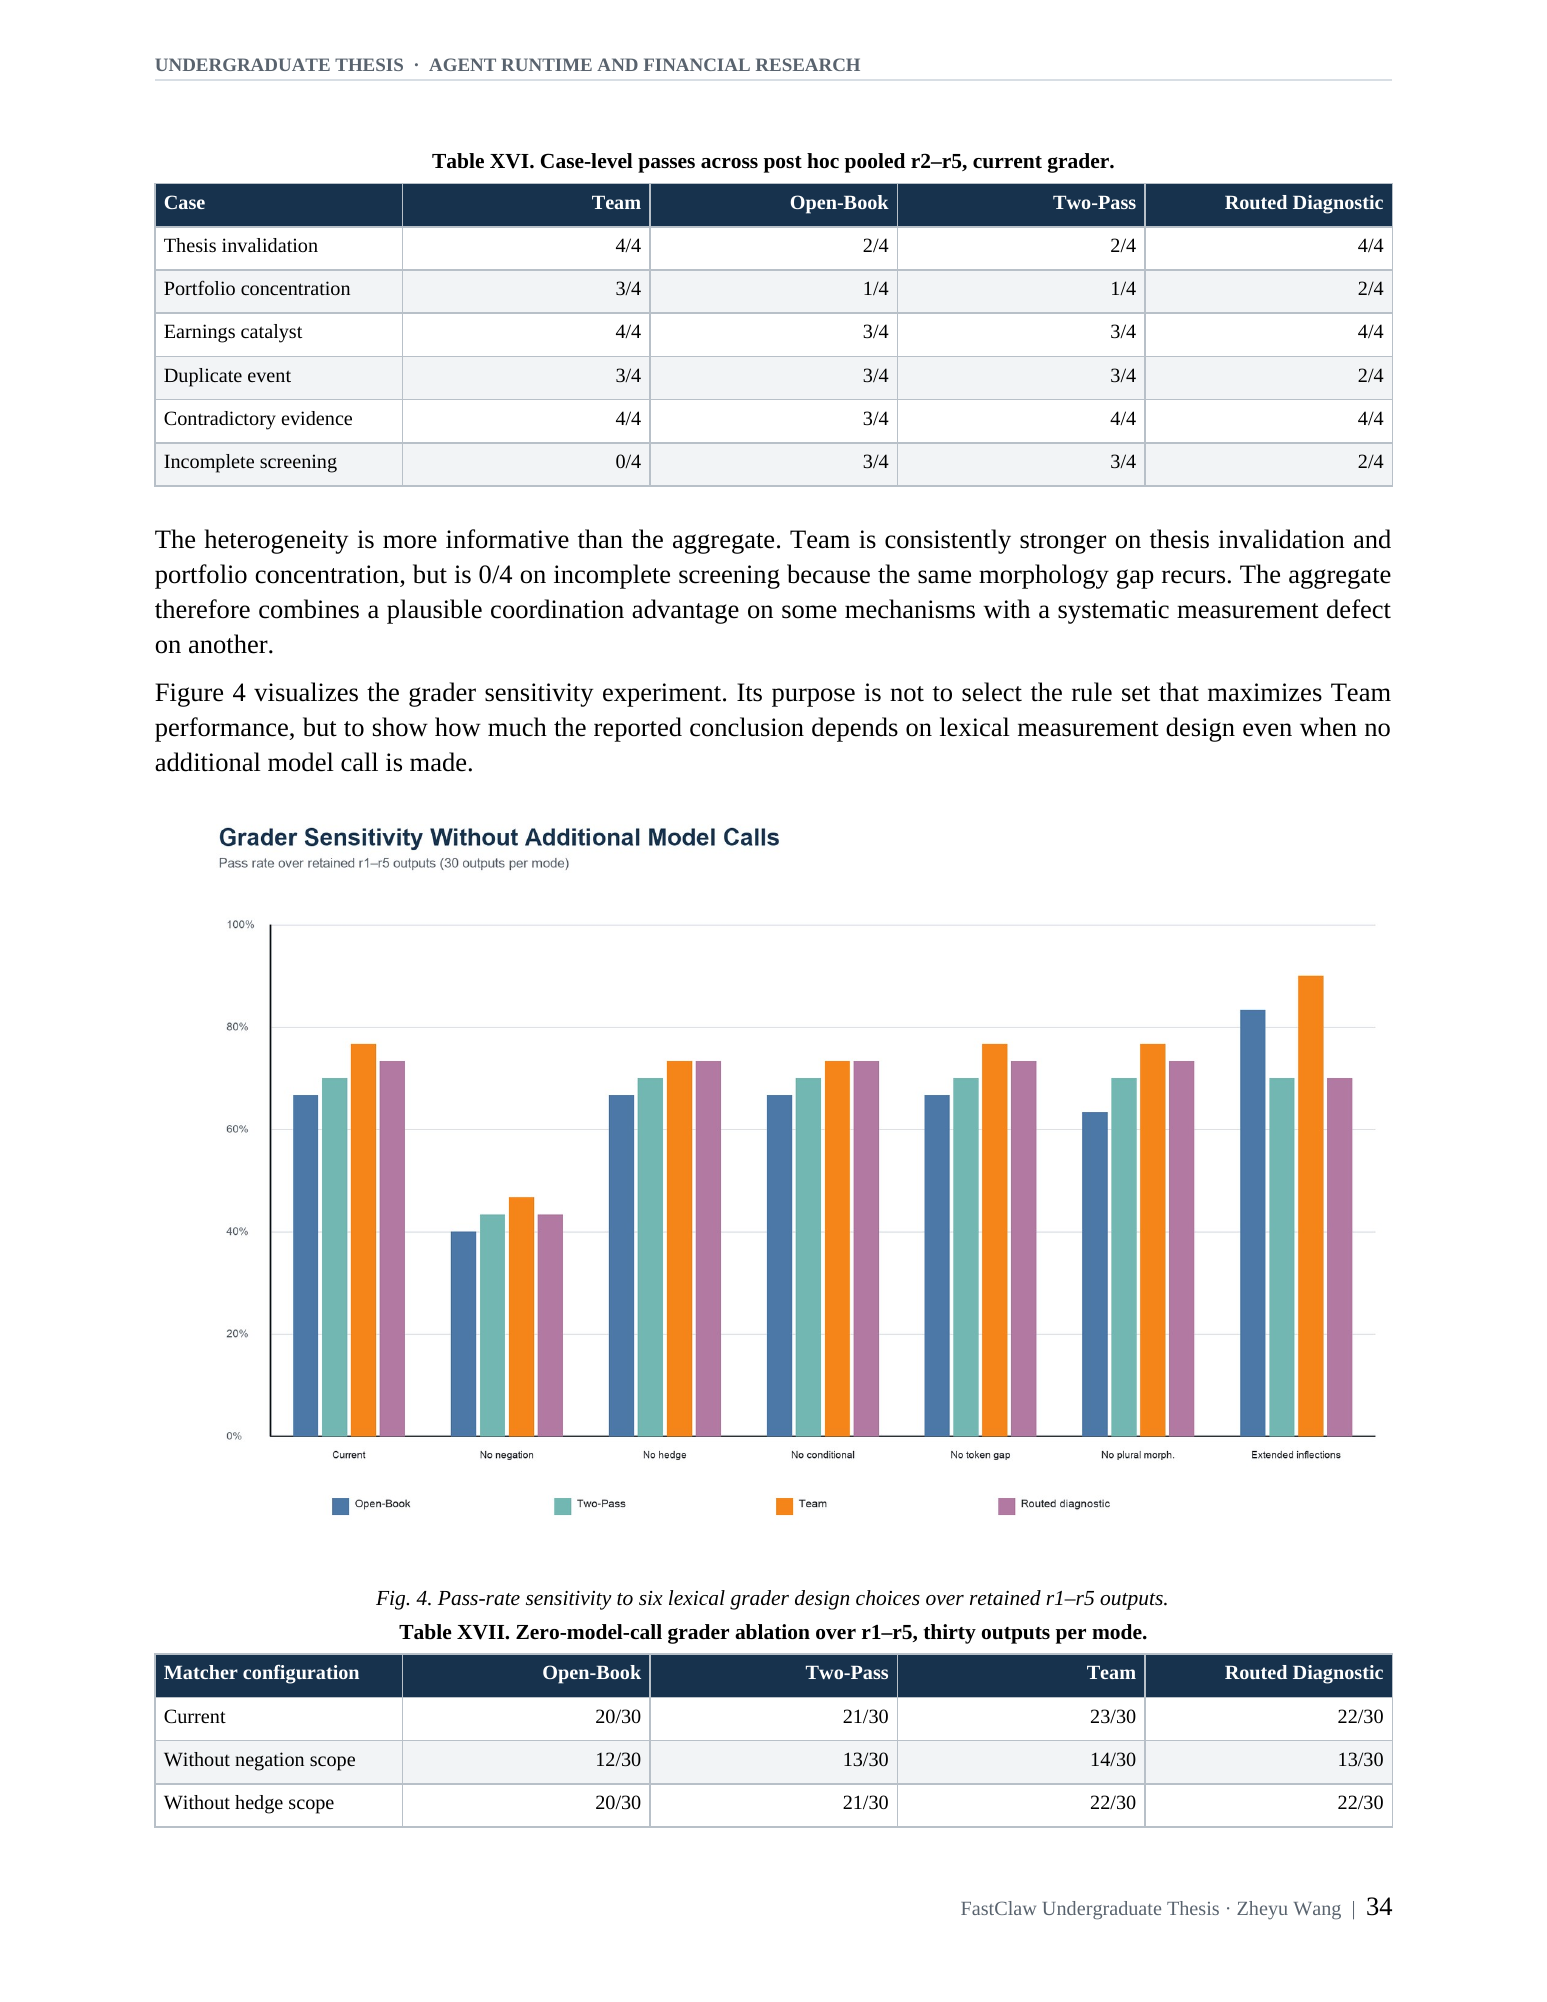 UNDERGRADUATE THESIS · AGENT RUNTIME AND FINANCIAL RESEARCH
Table XVI. Case-level passes across post hoc pooled r2–r5, current grader.
Case Team Open-Book Two-Pass Routed Diagnostic
Thesis invalidation 4/4 2/4 2/4 4/4
Portfolio concentration 3/4 1/4 1/4 2/4
Earnings catalyst 4/4 3/4 3/4 4/4
Duplicate event 3/4 3/4 3/4 2/4
Contradictory evidence 4/4 3/4 4/4 4/4
Incomplete screening 0/4 3/4 3/4 2/4
The heterogeneity is more informative than the aggregate. Team is consistently stronger on thesis invalidation and
portfolio concentration, but is 0/4 on incomplete screening because the same morphology gap recurs. The aggregate
therefore combines a plausible coordination advantage on some mechanisms with a systematic measurement defect
on another.
Figure 4 visualizes the grader sensitivity experiment. Its purpose is not to select the rule set that maximizes Team
performance, but to show how much the reported conclusion depends on lexical measurement design even when no
additional model call is made.
Grader Sensitivity Without Additional Model Calls
Pass rate over retained r1–r5 outputs (30 outputs per mode)
100%
80%
60%
40%
20%
0%
Current No negation No hedge No conditional No token gap No plural morph. Extended inflections
Open-Book Two-Pass Team Routed diagnostic
Fig. 4. Pass-rate sensitivity to six lexical grader design choices over retained r1–r5 outputs.
Table XVII. Zero-model-call grader ablation over r1–r5, thirty outputs per mode.
Matcher configuration Open-Book Two-Pass Team Routed Diagnostic
Current 20/30 21/30 23/30 22/30
Without negation scope 12/30 13/30 14/30 13/30
Without hedge scope 20/30 21/30 22/30 22/30
FastClaw Undergraduate Thesis · Zheyu Wang | 34